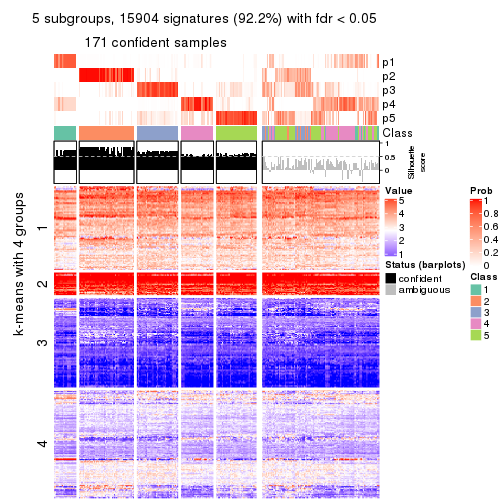 5 subgroups, 15904 signatures (92.2%) with fdr < 0.05
171 confident samples
p1
p2
p3
p4
p5
Class
1
0.5
0
Silhouette
score
k-means with 4 groups
1
2
3
4
Value
5
4
3
2
1
Status (barplots)
confident
ambiguous
Prob
1
0.8
0.6
0.4
0.2
0
Class
1
2
3
4
5